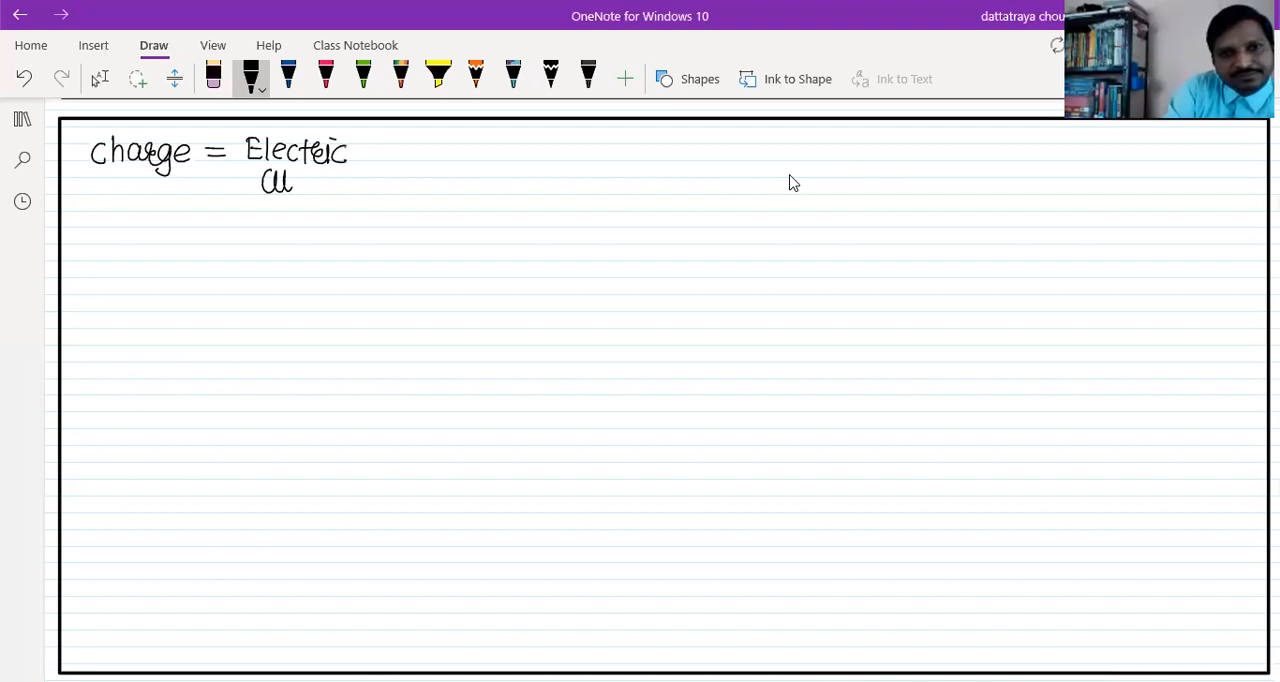 OneNote for Windows 10
dattatraya chou
Home Insert Draw View Help Class Notebook
Shapes Ink to Shape Ink to Text
charge = Electric
Cu